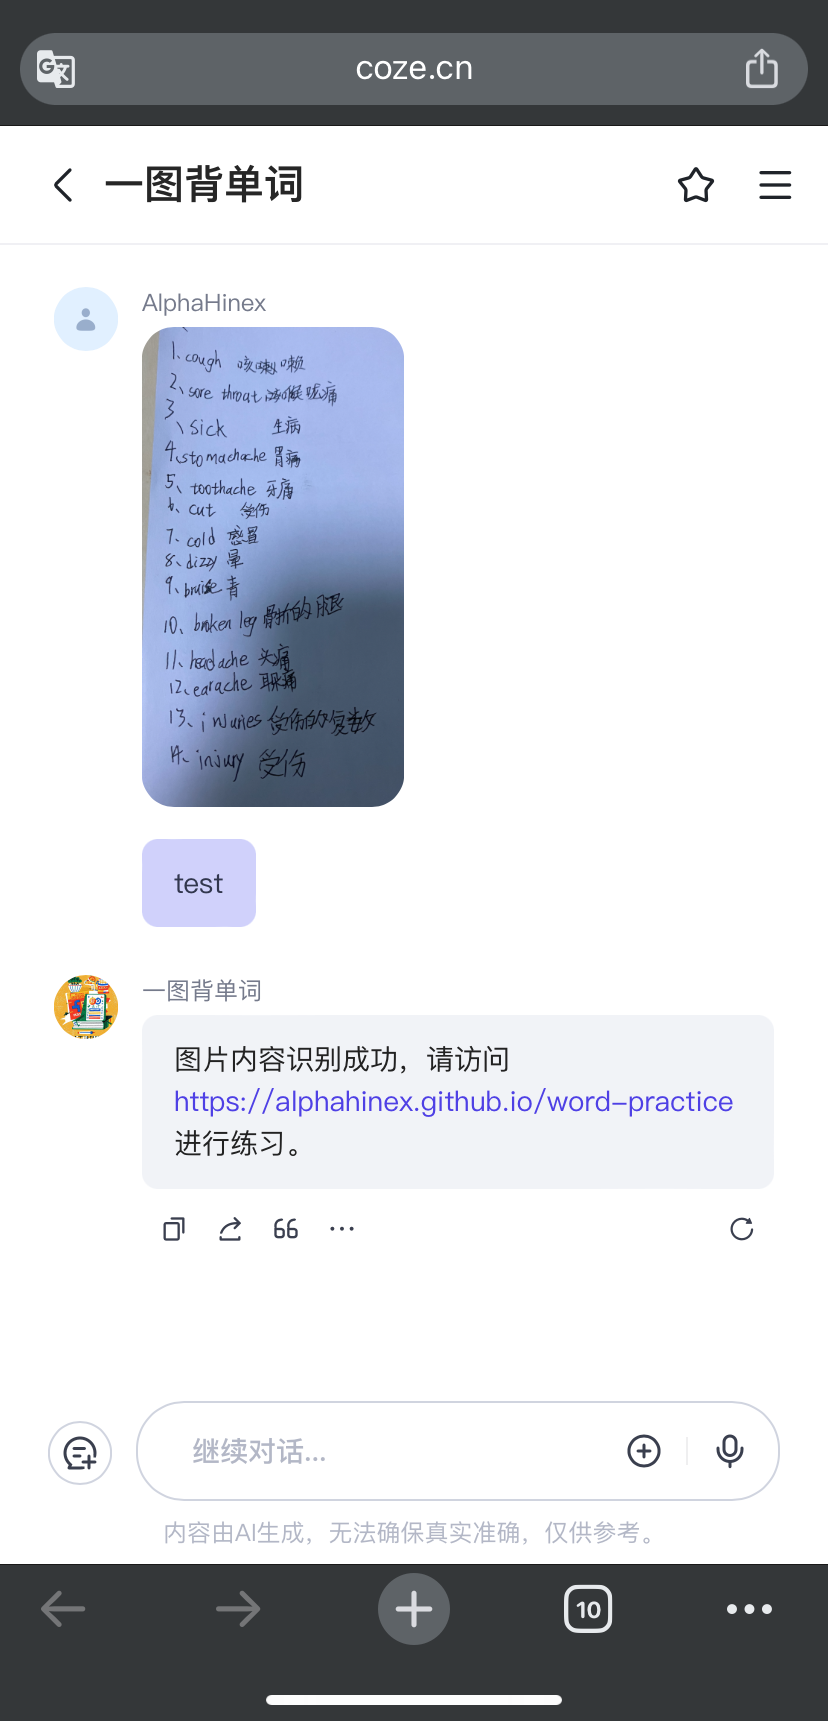 coze.cn
一图背单词
AlphaHinex
1、cough 咳嗽
2、sore throat 喉咙痛
3、sick 生病
4、stomachache 胃痛
5、toothache 牙痛
6、cut 受伤
7、cold 感冒
8、dizzy 晕
9、bruise 青
10、broken leg 骨折的腿
11、headache 头痛
12、earache 耳痛
13、injuries 受伤的复数
14、injury 受伤
test
一图背单词
图片内容识别成功，请访问
https://alphahinex.github.io/word-practice
进行练习。
继续对话...
内容由AI生成，无法确保真实准确，仅供参考。
10